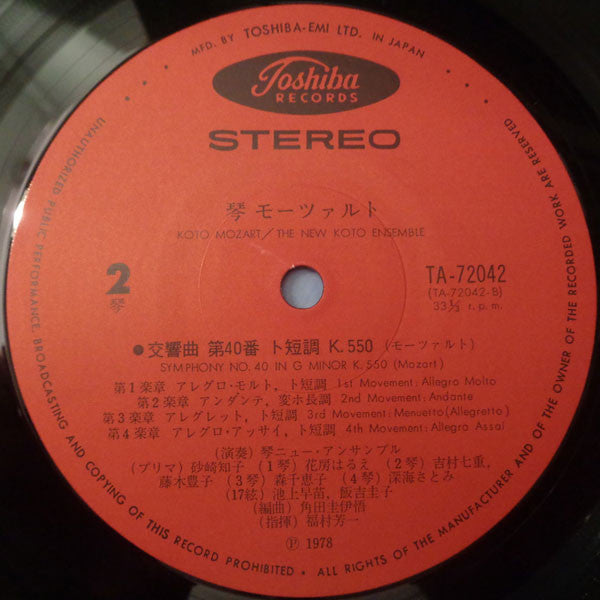 MFD. BY TOSHIBA-EMI LTD. IN JAPAN
Toshiba
RECORDS
STEREO
琴 モーツァルト
KOTO MOZART/THE NEW KOTO ENSEMBLE
2
琴
TA-72042
(TA-72042-B)
33⅓ r.p.m.
●交響曲 第40番 ト短調 K.550 (モーツァルト)
SYMPHONY NO. 40 IN G MINOR K.550 (Mozart)
第1楽章 アレグロ・モルト, ト短調 1st Movement: Allegro Molto
第2楽章 アンダンテ, 変ホ長調 2nd Movement: Andante
第3楽章 アレグレット, ト短調 3rd Movement: Menuetto (Allegretto)
第4楽章 アレグロ・アッサイ, ト短調 4th Movement: Allegro Assai
(演奏) 琴ニュー・アンサンブル
(プリマ) 砂崎知子 (1琴) 花房はるえ (2琴) 吉村七重,
藤木豊子 (3琴) 森千恵子 (4琴) 深海さとみ
(17絃) 池上早苗, 飯吉圭子
(編曲) 角田圭伊悟
(指揮) 福村芳一
Ⓟ 1978
UNAUTHORIZED PUBLIC PERFORMANCE, BROADCASTING AND COPYING OF THIS RECORD PROHIBITED • ALL RIGHTS OF THE MANUFACTURER AND OF THE OWNER OF THE RECORDED WORK ARE RESERVED